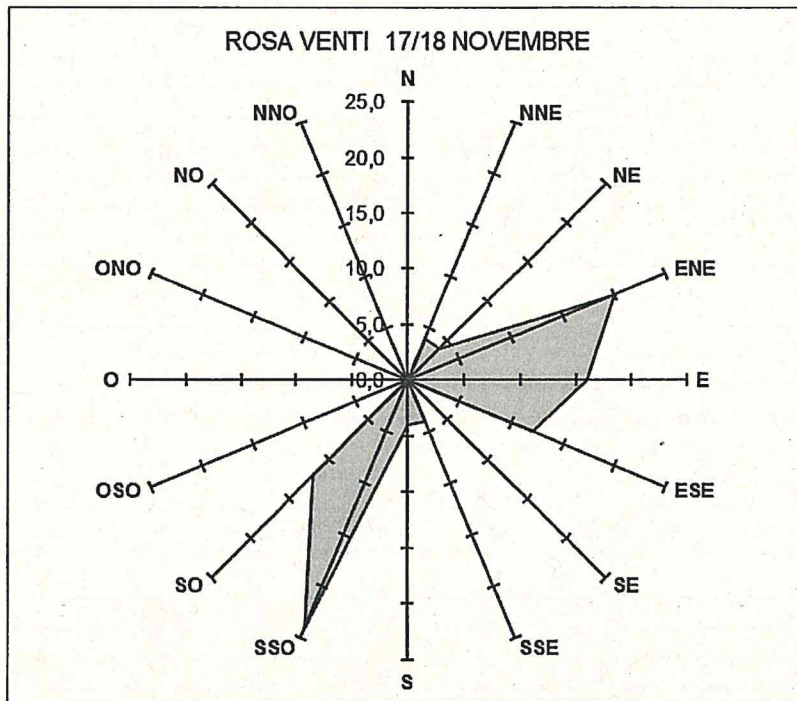 ROSA VENTI 17/18 NOVEMBRE
N
NNO
25,0
NNE
NO
20,0
NE
15,0
ONO
10,0
ENE
5,0
O
0,0
E
OSO
ESE
SO
SE
SSO
SSE
S